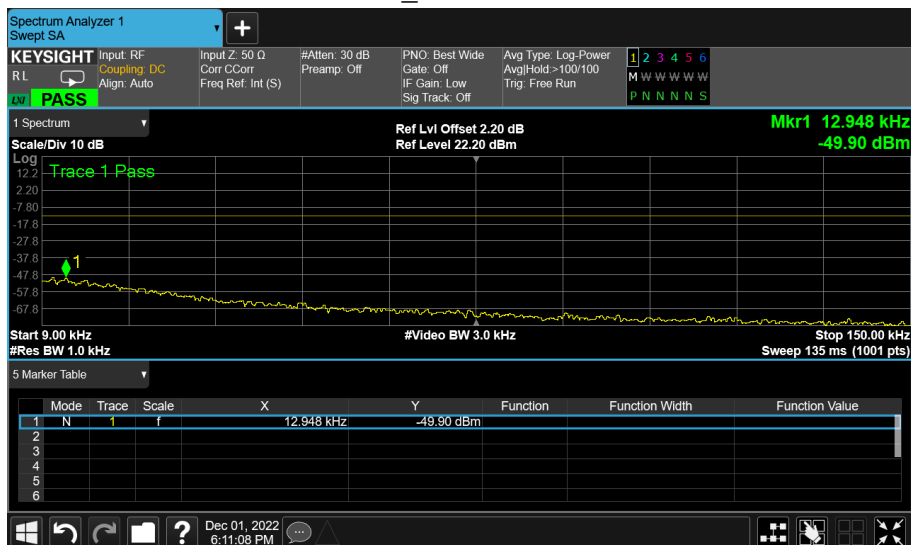 Spectrum Analyzer 1
Swept SA
+
KEYSIGHT Input: RF Input Z: 50 Ω #Atten: 30 dB PNO: Best Wide Avg Type: Log-Power 1 2 3 4 5 6
RL Coupling: DC Corr CCorr Preamp: Off Gate: Off Avg|Hold:>100/100 M W W W W W
Align: Auto Freq Ref: Int (S) IF Gain: Low Trig: Free Run
LXI PASS Sig Track: Off P N N N N S
1 Spectrum Ref Lvl Offset 2.20 dB Mkr1 12.948 kHz
Scale/Div 10 dB Ref Level 22.20 dBm -49.90 dBm
Log
Trace 1 Pass
12.2
2.20
-7.80
-17.8
-27.8
-37.8
1
-47.8
-57.8
-67.8
Start 9.00 kHz #Video BW 3.0 kHz Stop 150.00 kHz
#Res BW 1.0 kHz Sweep 135 ms (1001 pts)
5 Marker Table
Mode Trace Scale X Y Function Function Width Function Value
1 N 1 f 12.948 kHz -49.90 dBm
2
3
4
5
6
? Dec 01, 2022
6:11:08 PM